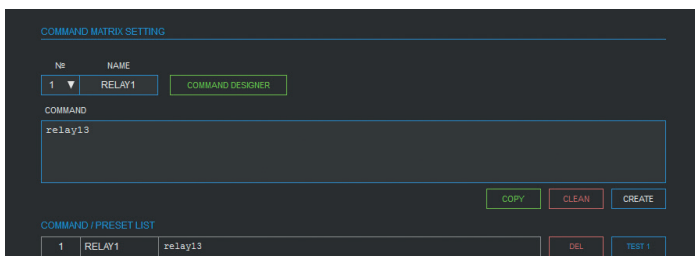 COMMAND MATRIX SETTING
№ NAME
1 ▼ RELAY1 COMMAND DESIGNER
COMMAND
relay13
COPY CLEAN CREATE
COMMAND / PRESET LIST
1 RELAY1 relay13 DEL TEST 1